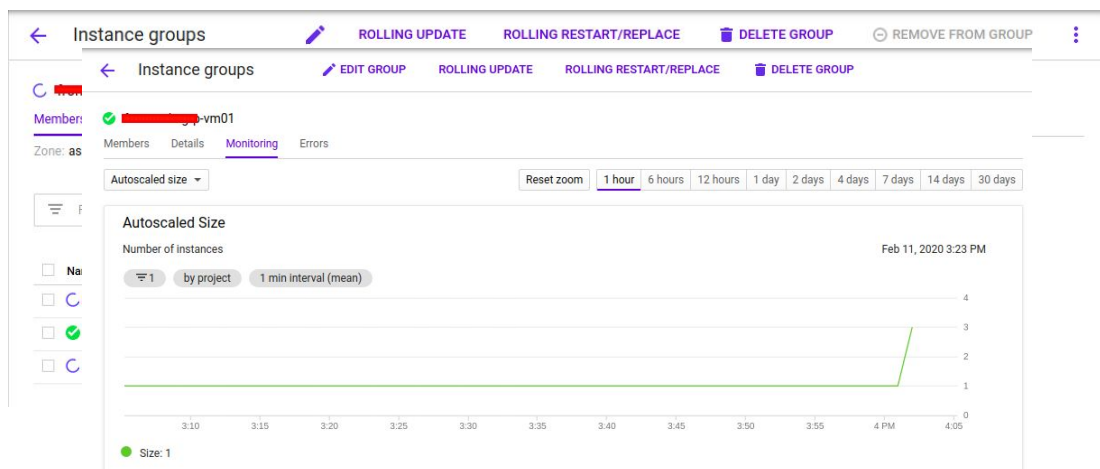 Instance groups ROLLING UPDATE ROLLING RESTART/REPLACE DELETE GROUP REMOVE FROM GROUP
Instance groups EDIT GROUP ROLLING UPDATE ROLLING RESTART/REPLACE DELETE GROUP
Members
p-vm01
Members Details Monitoring Errors
Zone: as
Autoscaled size Reset zoom 1 hour 6 hours 12 hours 1 day 2 days 4 days 7 days 14 days 30 days
Autoscaled Size
Number of instances Feb 11, 2020 3:23 PM
1 by project 1 min interval (mean)
Na
4
3
2
1
0
3:10 3:15 3:20 3:25 3:30 3:35 3:40 3:45 3:50 3:55 4 PM 4:05
Size: 1